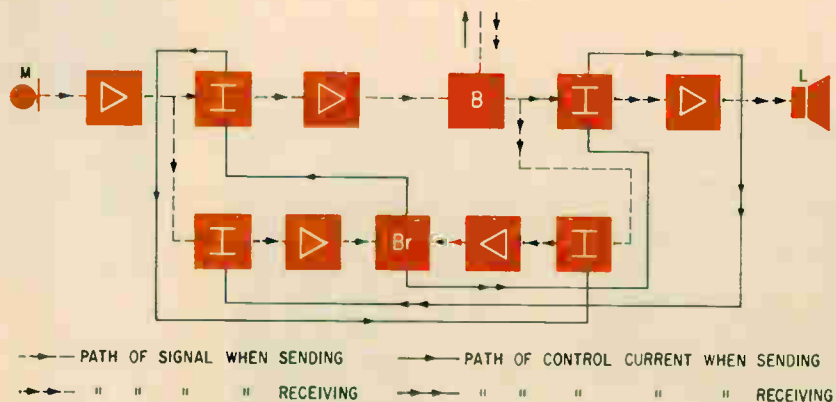 M
I
B
I
L
I
Br
I
PATH OF SIGNAL WHEN SENDING
PATH OF CONTROL CURRENT WHEN SENDING
" " " " RECEIVING
" " " " " RECEIVING